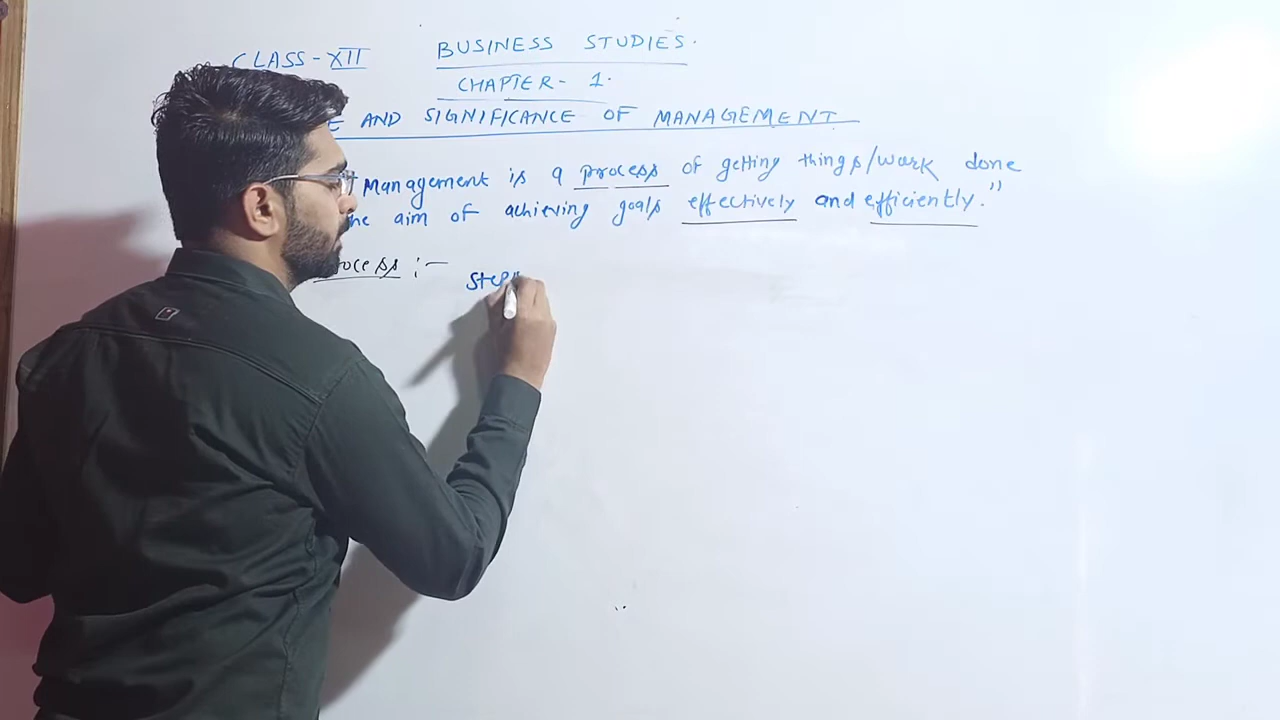 CLASS-XII BUSINESS STUDIES.
CHAPTER- 1.
AND SIGNIFICANCE OF MANAGEMENT
Management is a process of getting things/work done
aim of achieving goals effectively and efficiently."
:-